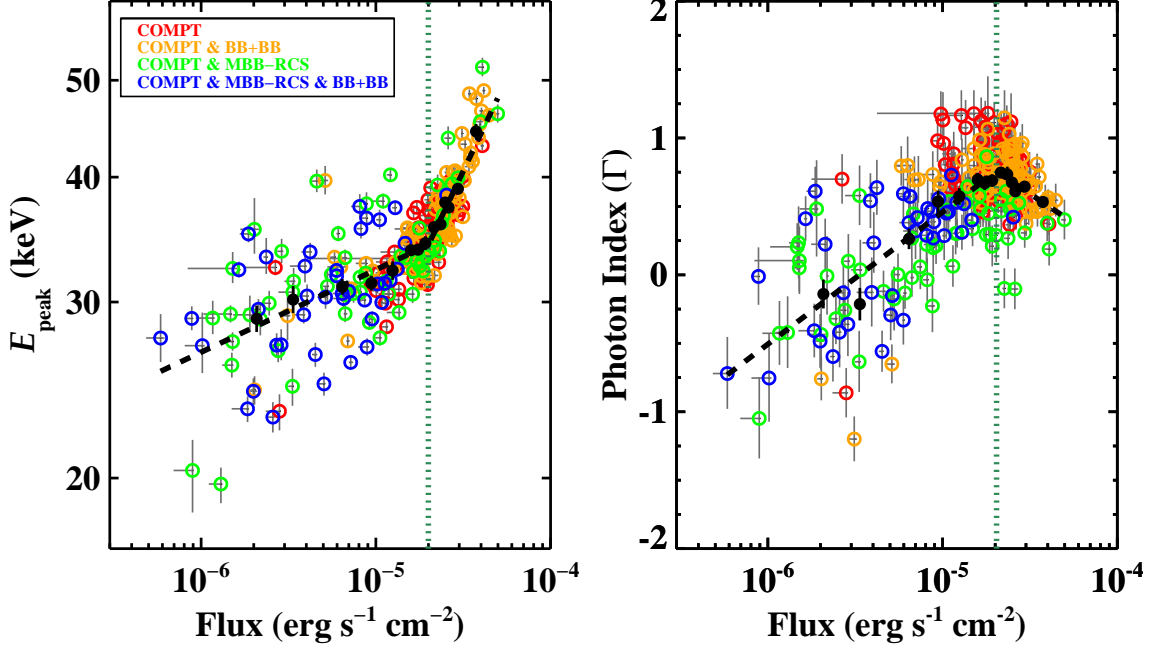 COMPT
COMPT & BB+BB
COMPT & MBB−RCS
COMPT & MBB−RCS & BB+BB
E_peak (keV)
50
40
30
20
10^−6
10^−5
10^−4
Flux (erg s^−1 cm^−2)
Photon Index (Γ)
2
1
0
-1
-2
10^-6
10^-5
10^-4
Flux (erg s^-1 cm^-2)